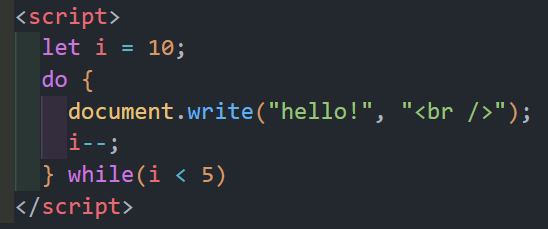 <script>
let i = 10;
do {
document.write("hello!", "<br />");
i--;
} while(i < 5)
</script>